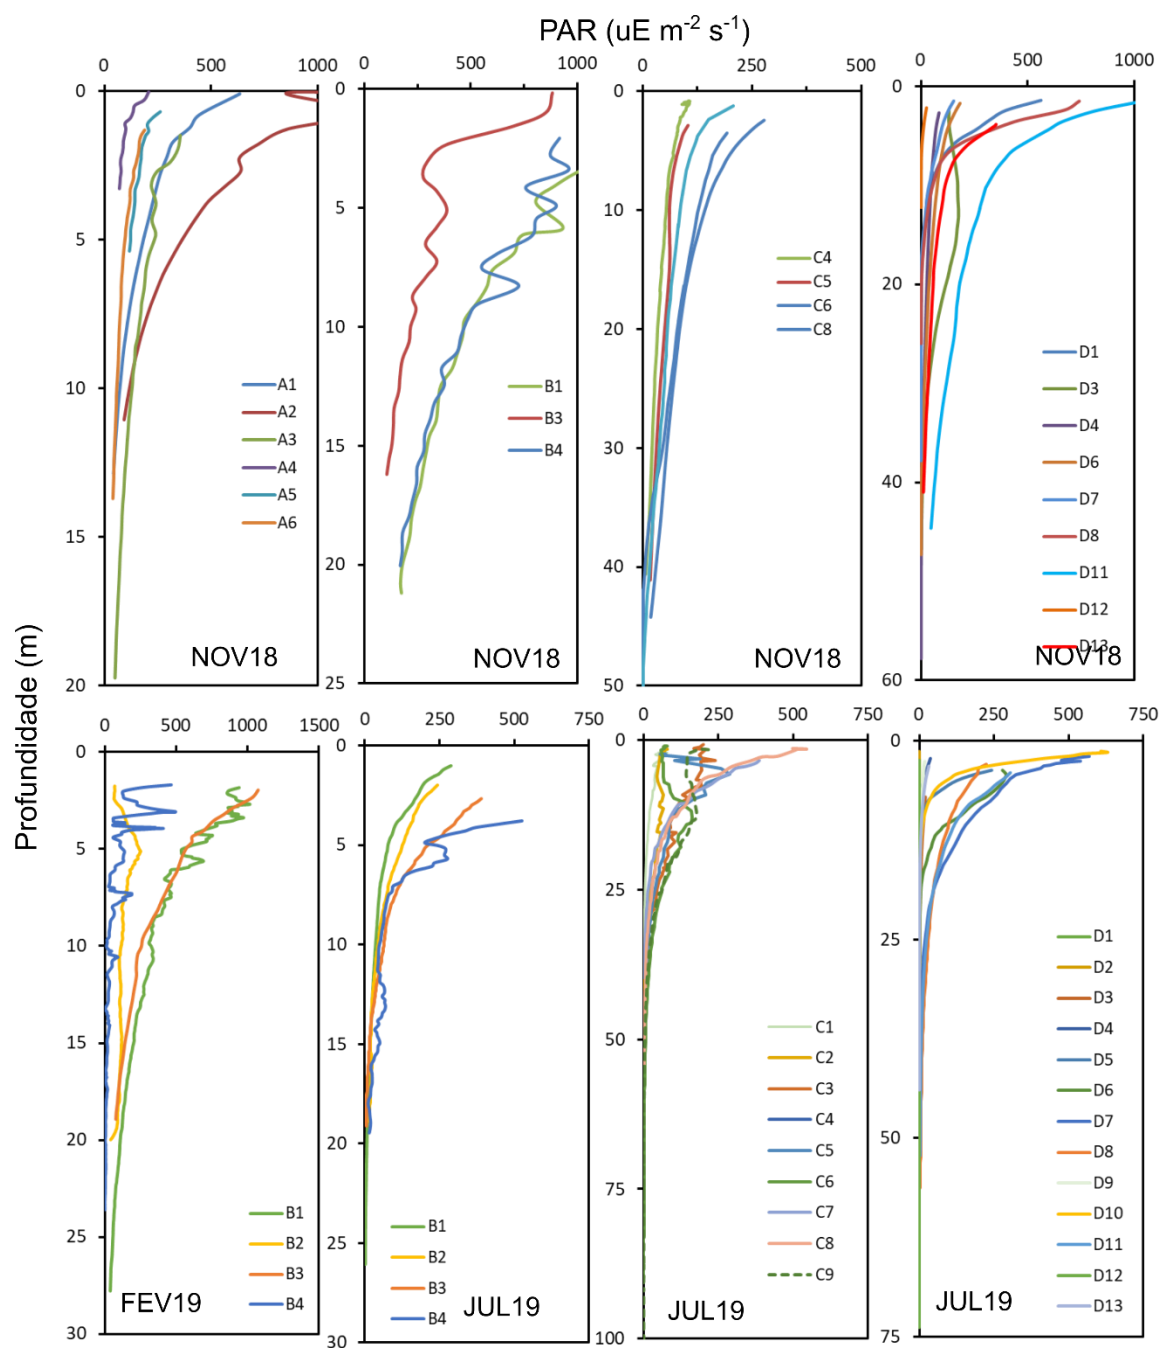 PAR (uE m-2 s-1)
Profundidade (m)
0 500 1000
0
5
10
15
20
A1
A2
A3
A4
A5
A6
NOV18
0 500 1000
0
5
10
15
20
25
B1
B3
B4
NOV18
0 250 500
0
10
20
30
40
50
C4
C5
C6
C8
NOV18
0 500 1000
0
20
40
60
D1
D3
D4
D6
D7
D8
D11
D12
D13
NOV18
0 500 1000 1500
0
5
10
15
20
25
30
B1
B2
B3
B4
FEV19
0 250 500 750
0
5
10
15
20
25
30
B1
B2
B3
B4
JUL19
0 250 500 750
0
25
50
75
100
C1
C2
C3
C4
C5
C6
C7
C8
C9
JUL19
0 250 500 750
0
25
50
75
D1
D2
D3
D4
D5
D6
D7
D8
D9
D10
D11
D12
D13
JUL19